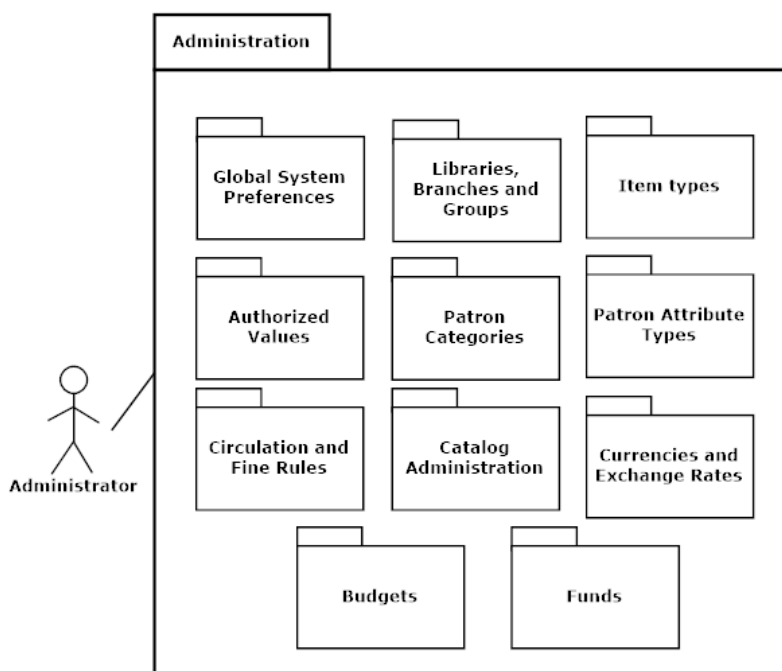 Administration
Global System
Preferences
Libraries,
Branches and
Groups
Item types
Authorized
Values
Patron
Categories
Patron Attribute
Types
Administrator
Circulation and
Fine Rules
Catalog
Administration
Currencies and
Exchange Rates
Budgets
Funds